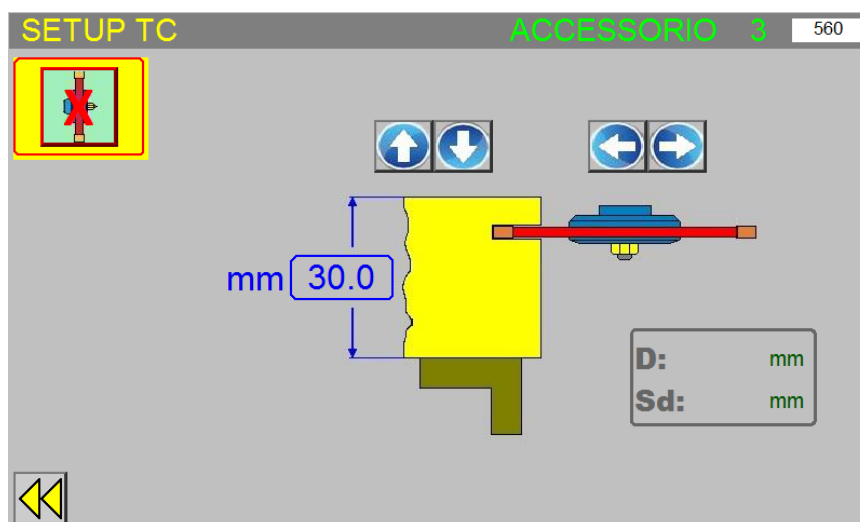 SETUP TC ACCESSORIO 3 560
X
mm 30.0
D: mm
Sd: mm